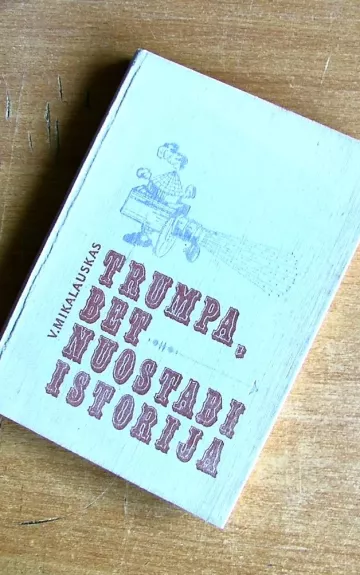 V.MIKALAUSKAS
TRUMPA,
BET
NUOSTABI
ISTORIJA